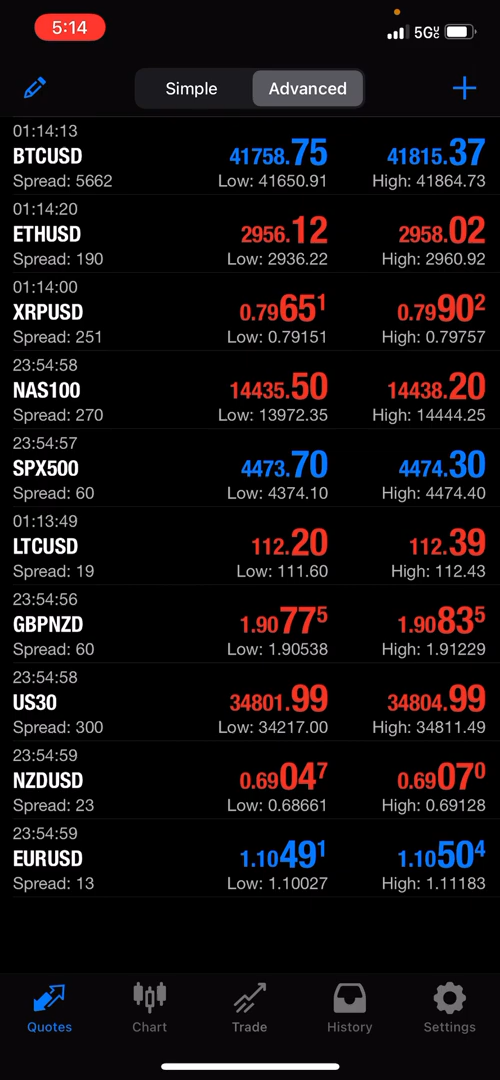 5:14
5G UC
Simple Advanced
01:14:13
BTCUSD 41758.75 41815.37
Spread: 5662 Low: 41650.91 High: 41864.73
01:14:20
ETHUSD 2956.12 2958.02
Spread: 190 Low: 2936.22 High: 2960.92
01:14:00
XRPUSD 0.79651 0.79902
Spread: 251 Low: 0.79151 High: 0.79757
23:54:58
NAS100 14435.50 14438.20
Spread: 270 Low: 13972.35 High: 14444.25
23:54:57
SPX500 4473.70 4474.30
Spread: 60 Low: 4374.10 High: 4474.40
01:13:49
LTCUSD 112.20 112.39
Spread: 19 Low: 111.60 High: 112.43
23:54:56
GBPNZD 1.90775 1.90835
Spread: 60 Low: 1.90538 High: 1.91229
23:54:58
US30 34801.99 34804.99
Spread: 300 Low: 34217.00 High: 34811.49
23:54:59
NZDUSD 0.69047 0.69070
Spread: 23 Low: 0.68661 High: 0.69128
23:54:59
EURUSD 1.10491 1.10504
Spread: 13 Low: 1.10027 High: 1.11183
Quotes Chart Trade History Settings